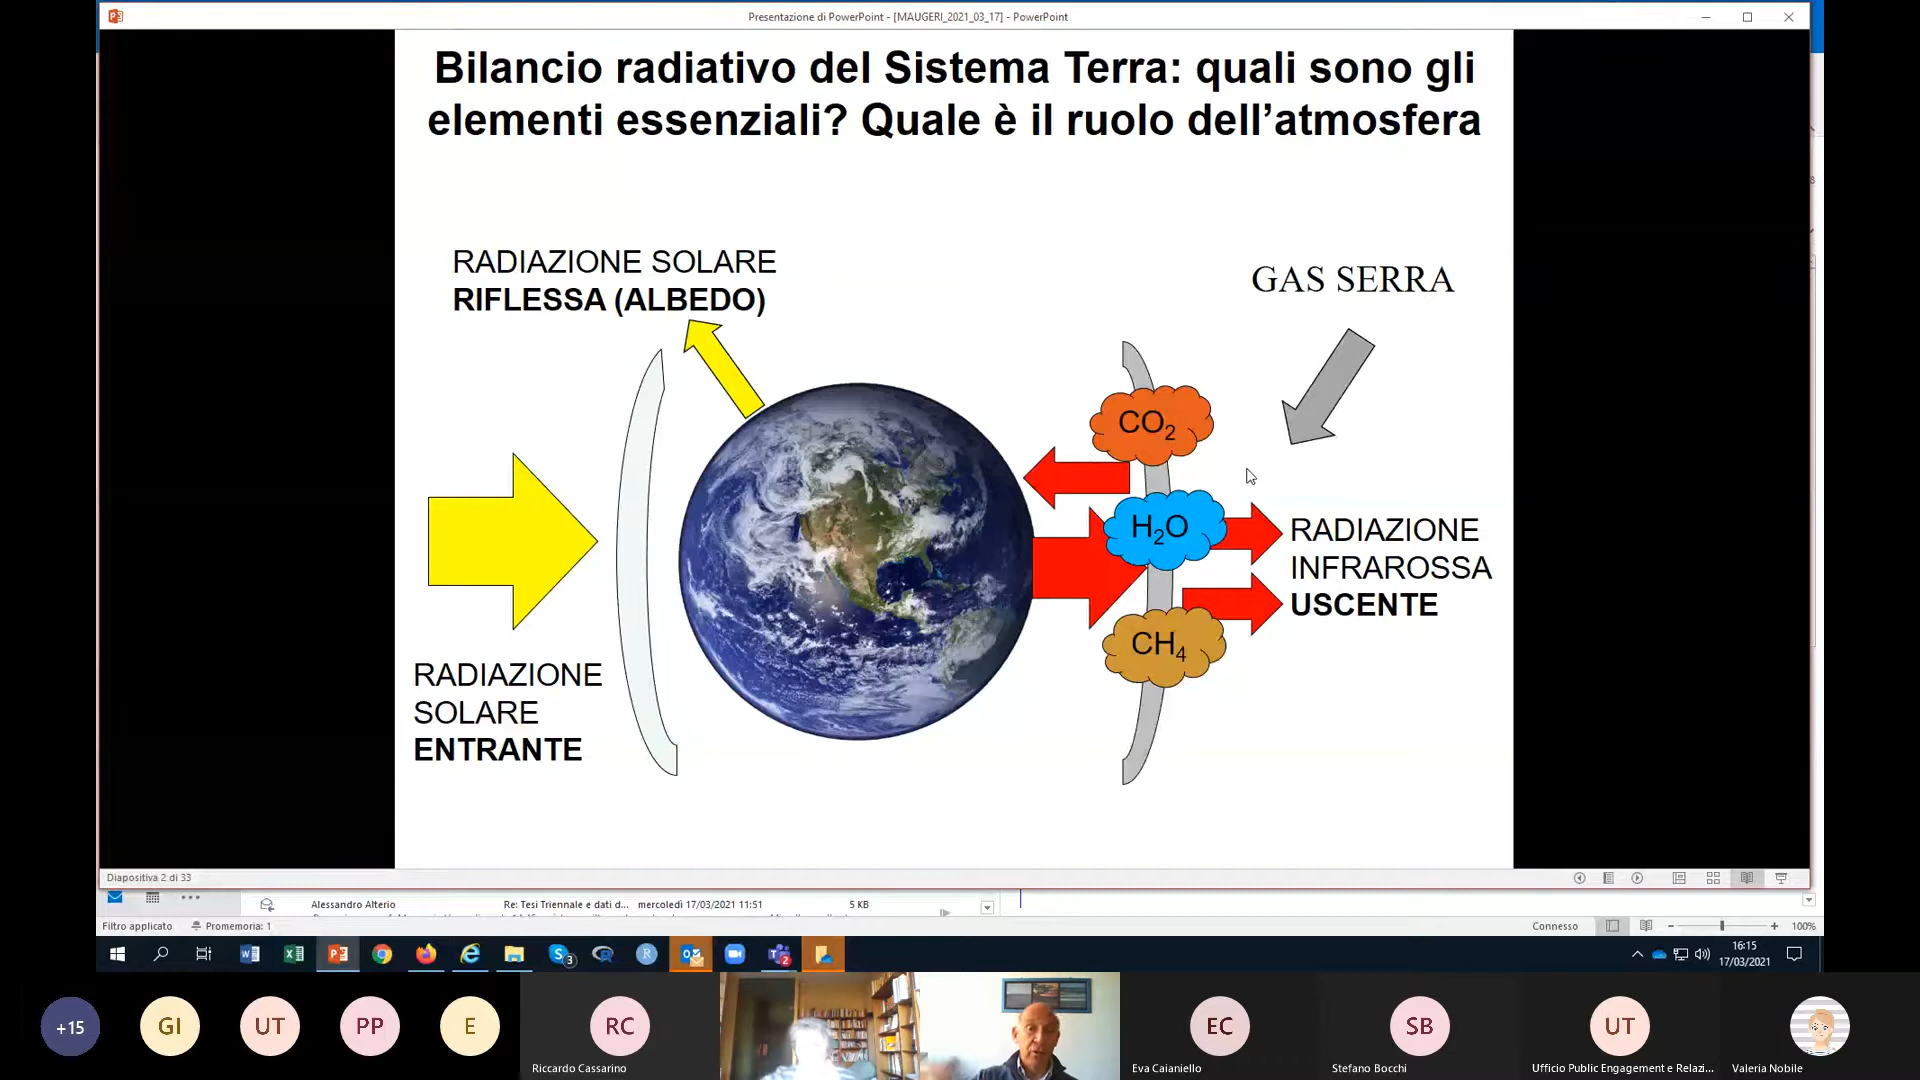 Presentazione di PowerPoint - [MAUGERI_2021_03_17] - PowerPoint
Bilancio radiativo del Sistema Terra: quali sono gli
elementi essenziali? Quale è il ruolo dell’atmosfera
RADIAZIONE SOLARE
RIFLESSA (ALBEDO)
GAS SERRA
CO₂
H₂O
CH₄
RADIAZIONE
INFRAROSSA
USCENTE
RADIAZIONE
SOLARE
ENTRANTE
Diapositiva 2 di 33
Alessandro Alterio Re: Tesi Triennale e dati d... mercoledì 17/03/2021 11:51 5 KB
Filtro applicato Promemoria: 1 Connesso 100%
16:15
17/03/2021
+15 GI UT PP E RC EC SB UT
Riccardo Cassarino Eva Caianiello Stefano Bocchi Ufficio Public Engagement e Relazi... Valeria Nobile